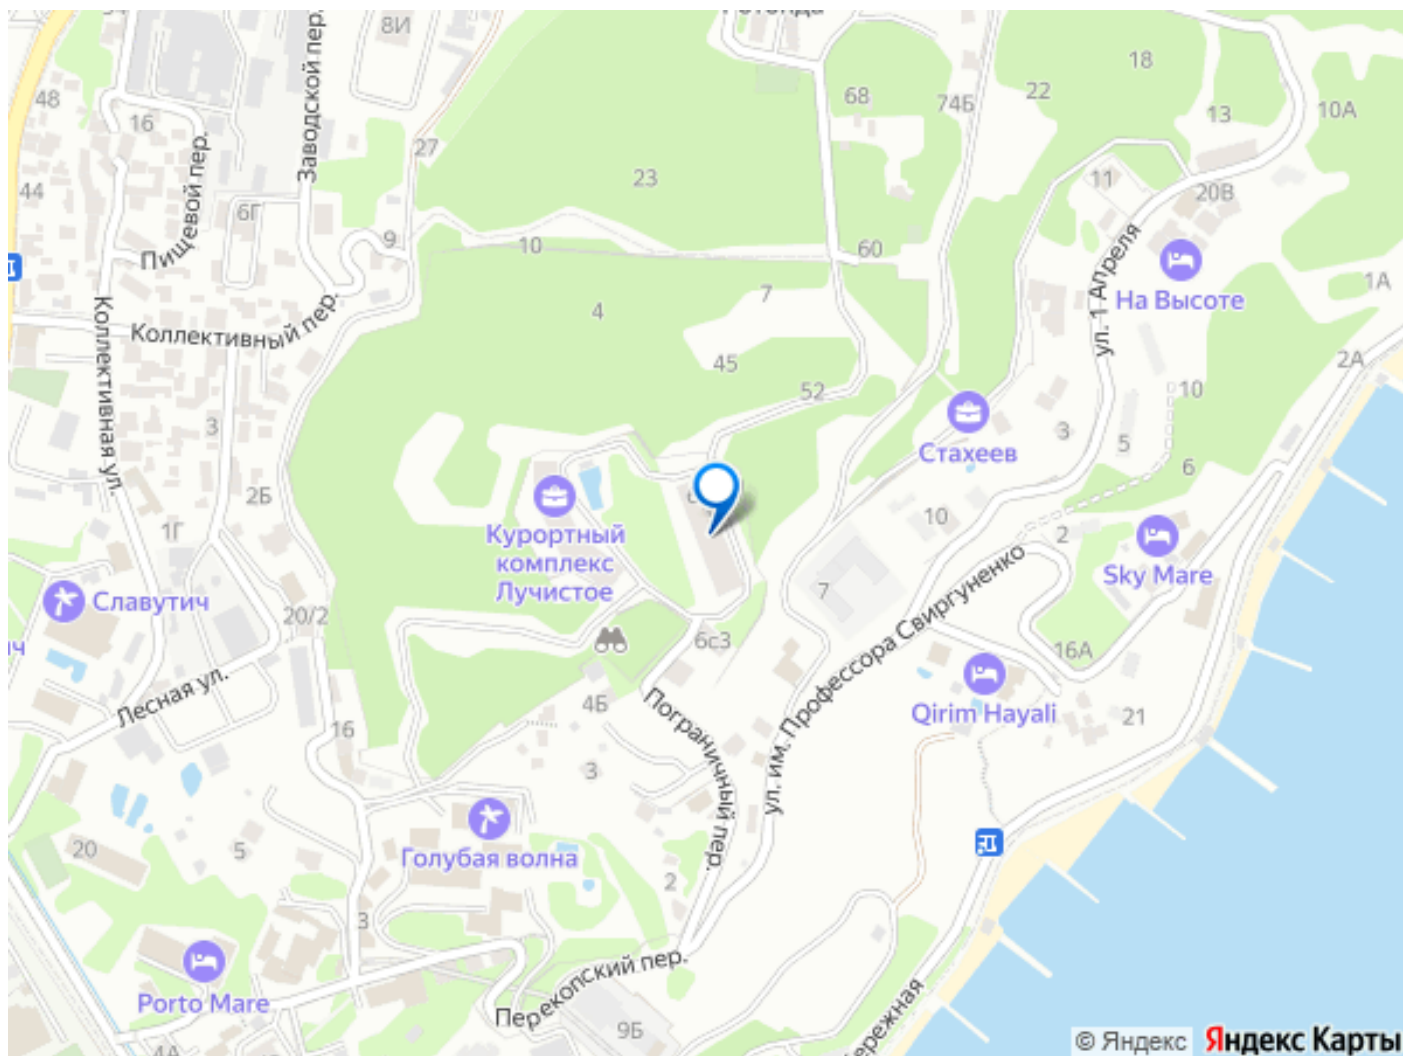 8И
Заводской пер.
48
16
Пищевой пер.
44
6Г
27
9
10
23
68
74Б
22
18
13
10А
11
20В
ул. 1 Апреля
На Высоте
1А
2А
60
7
4
45
52
Коллективный пер.
Коллективная ул.
3
2Б
1Г
Стахеев
3
5
10
6
Курортный
комплекс
Лучистое
10
2
Sky Mare
7
ул. им. Профессора Свиргуненко
16А
Славутич
20/2
6с3
Qirim Hayali
21
Лесная ул.
4Б
16
Пограничный пер.
3
Голубая волна
20
5
2
3
Porto Mare
Перекопский пер.
9Б
4А
© Яндекс Яндекс Карты